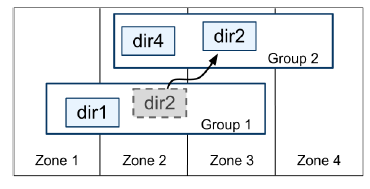 dir4
dir2
Group 2
dir2
dir1
Group 1
Zone 1
Zone 2
Zone 3
Zone 4